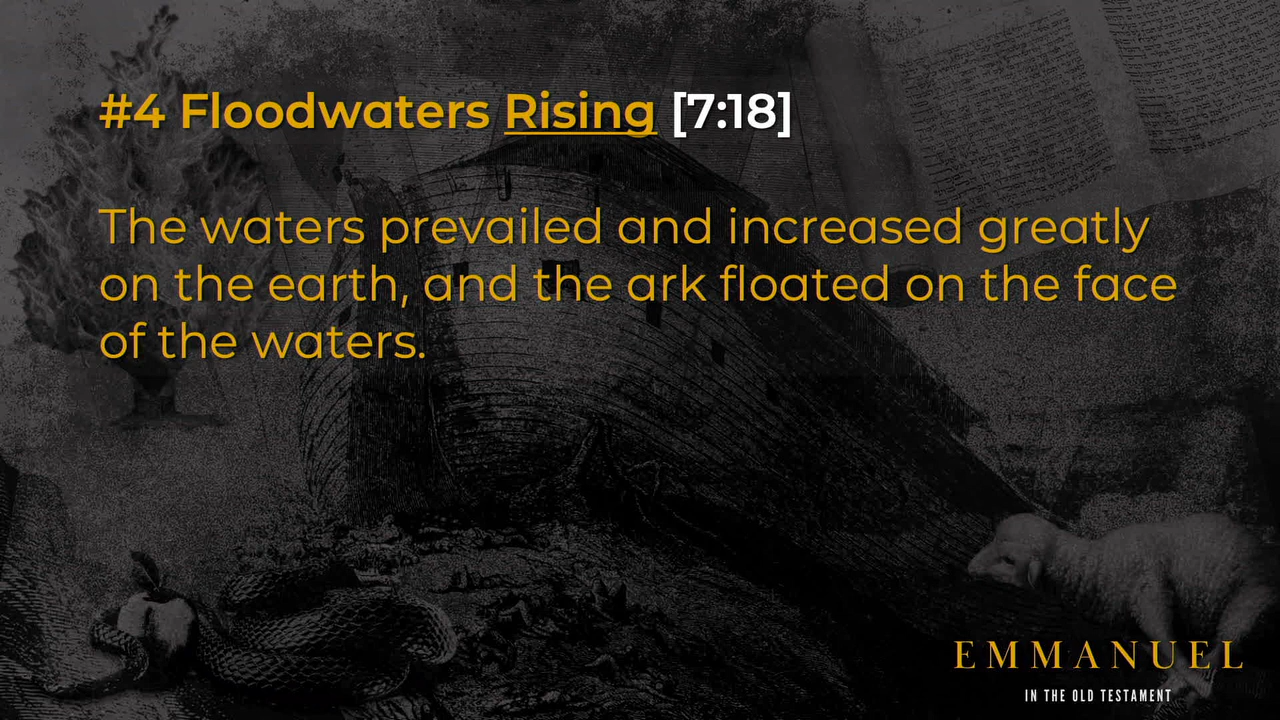 #4 Floodwaters Rising [7:18]
The waters prevailed and increased greatly
on the earth, and the ark floated on the face
of the waters.
EMMANUEL
IN THE OLD TESTAMENT